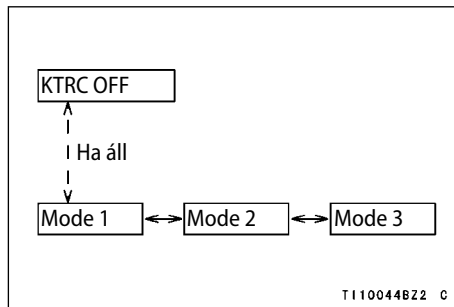 KTRC OFF
Ha áll
Mode 1 Mode 2 Mode 3
TI10044BZ2 C